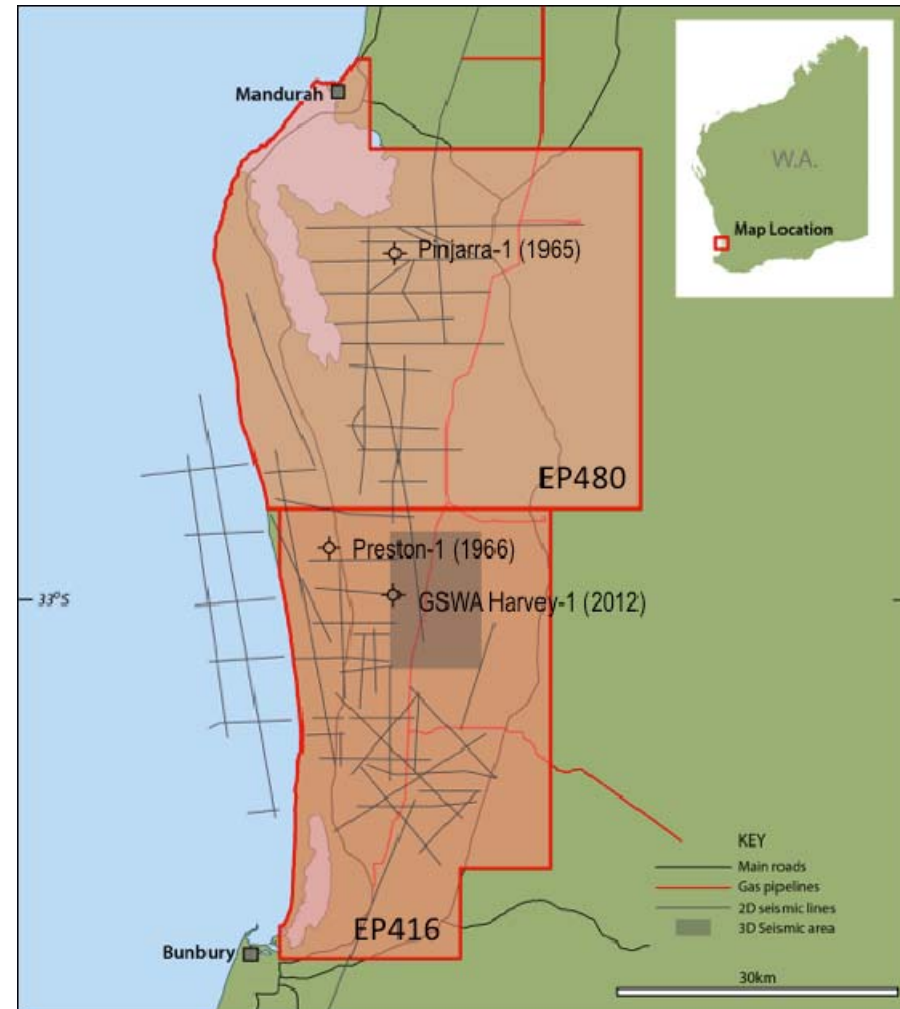 Mandurah
W.A.
Map Location
Pinjarra-1 (1965)
EP480
Preston-1 (1966)
GSWA Harvey-1 (2012)
33°S
KEY
Main roads
Gas pipelines
2D seismic lines
3D Seismic area
EP416
Bunbury
30km